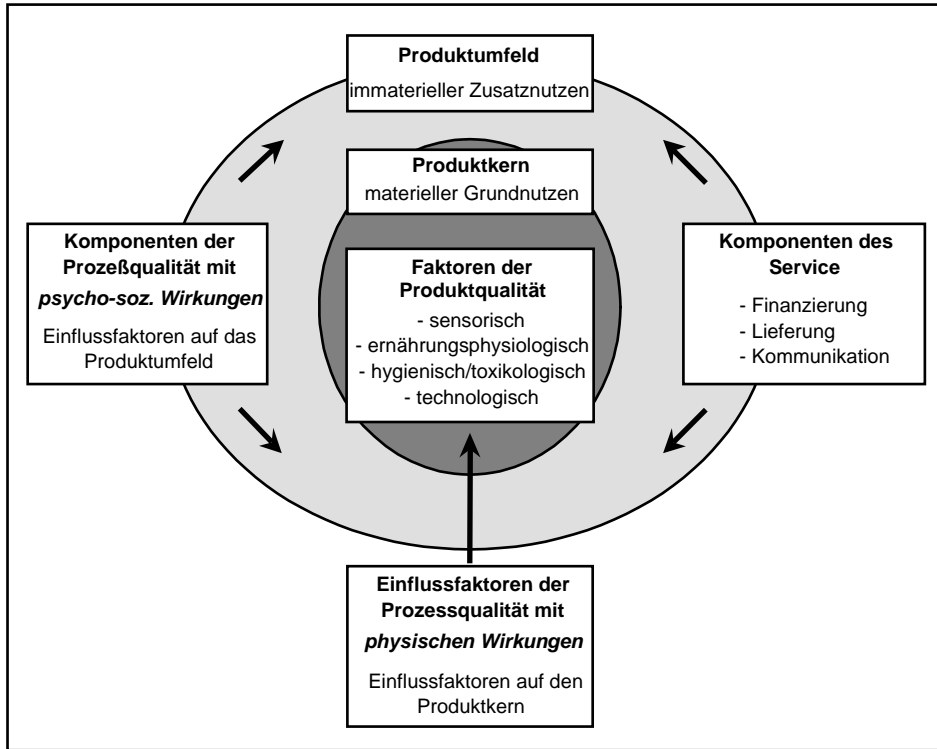 Produktumfeld
immaterieller Zusatznutzen
Produktkern
materieller Grundnutzen
Komponenten der
Prozeßqualität mit
psycho-soz. Wirkungen
Einflussfaktoren auf das
Produktumfeld
Faktoren der
Produktqualität
- sensorisch
- ernährungsphysiologisch
- hygienisch/toxikologisch
- technologisch
Komponenten des
Service
- Finanzierung
- Lieferung
- Kommunikation
Einflussfaktoren der
Prozessqualität mit
physischen Wirkungen
Einflussfaktoren auf den
Produktkern